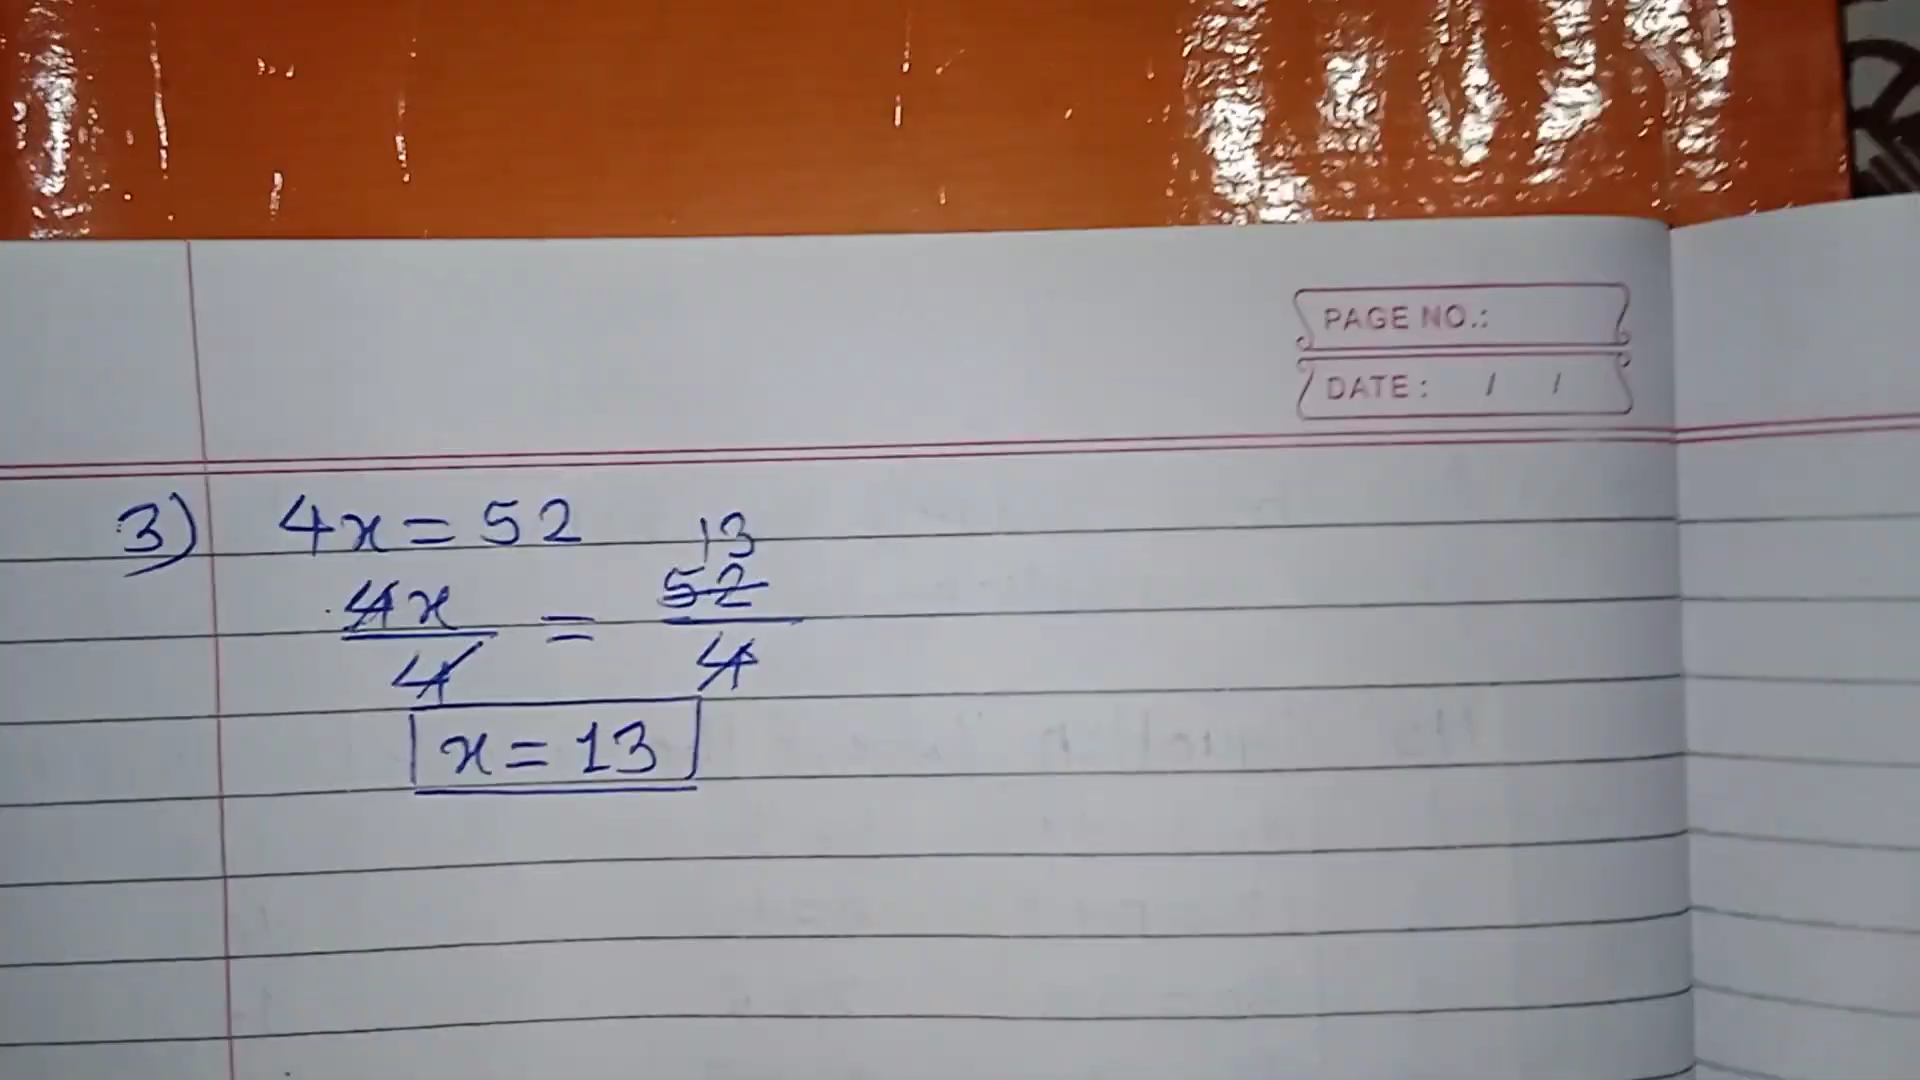 PAGE NO.:
DATE: / /
3) 4x = 52
13
4x/4 = 52/4
x = 13